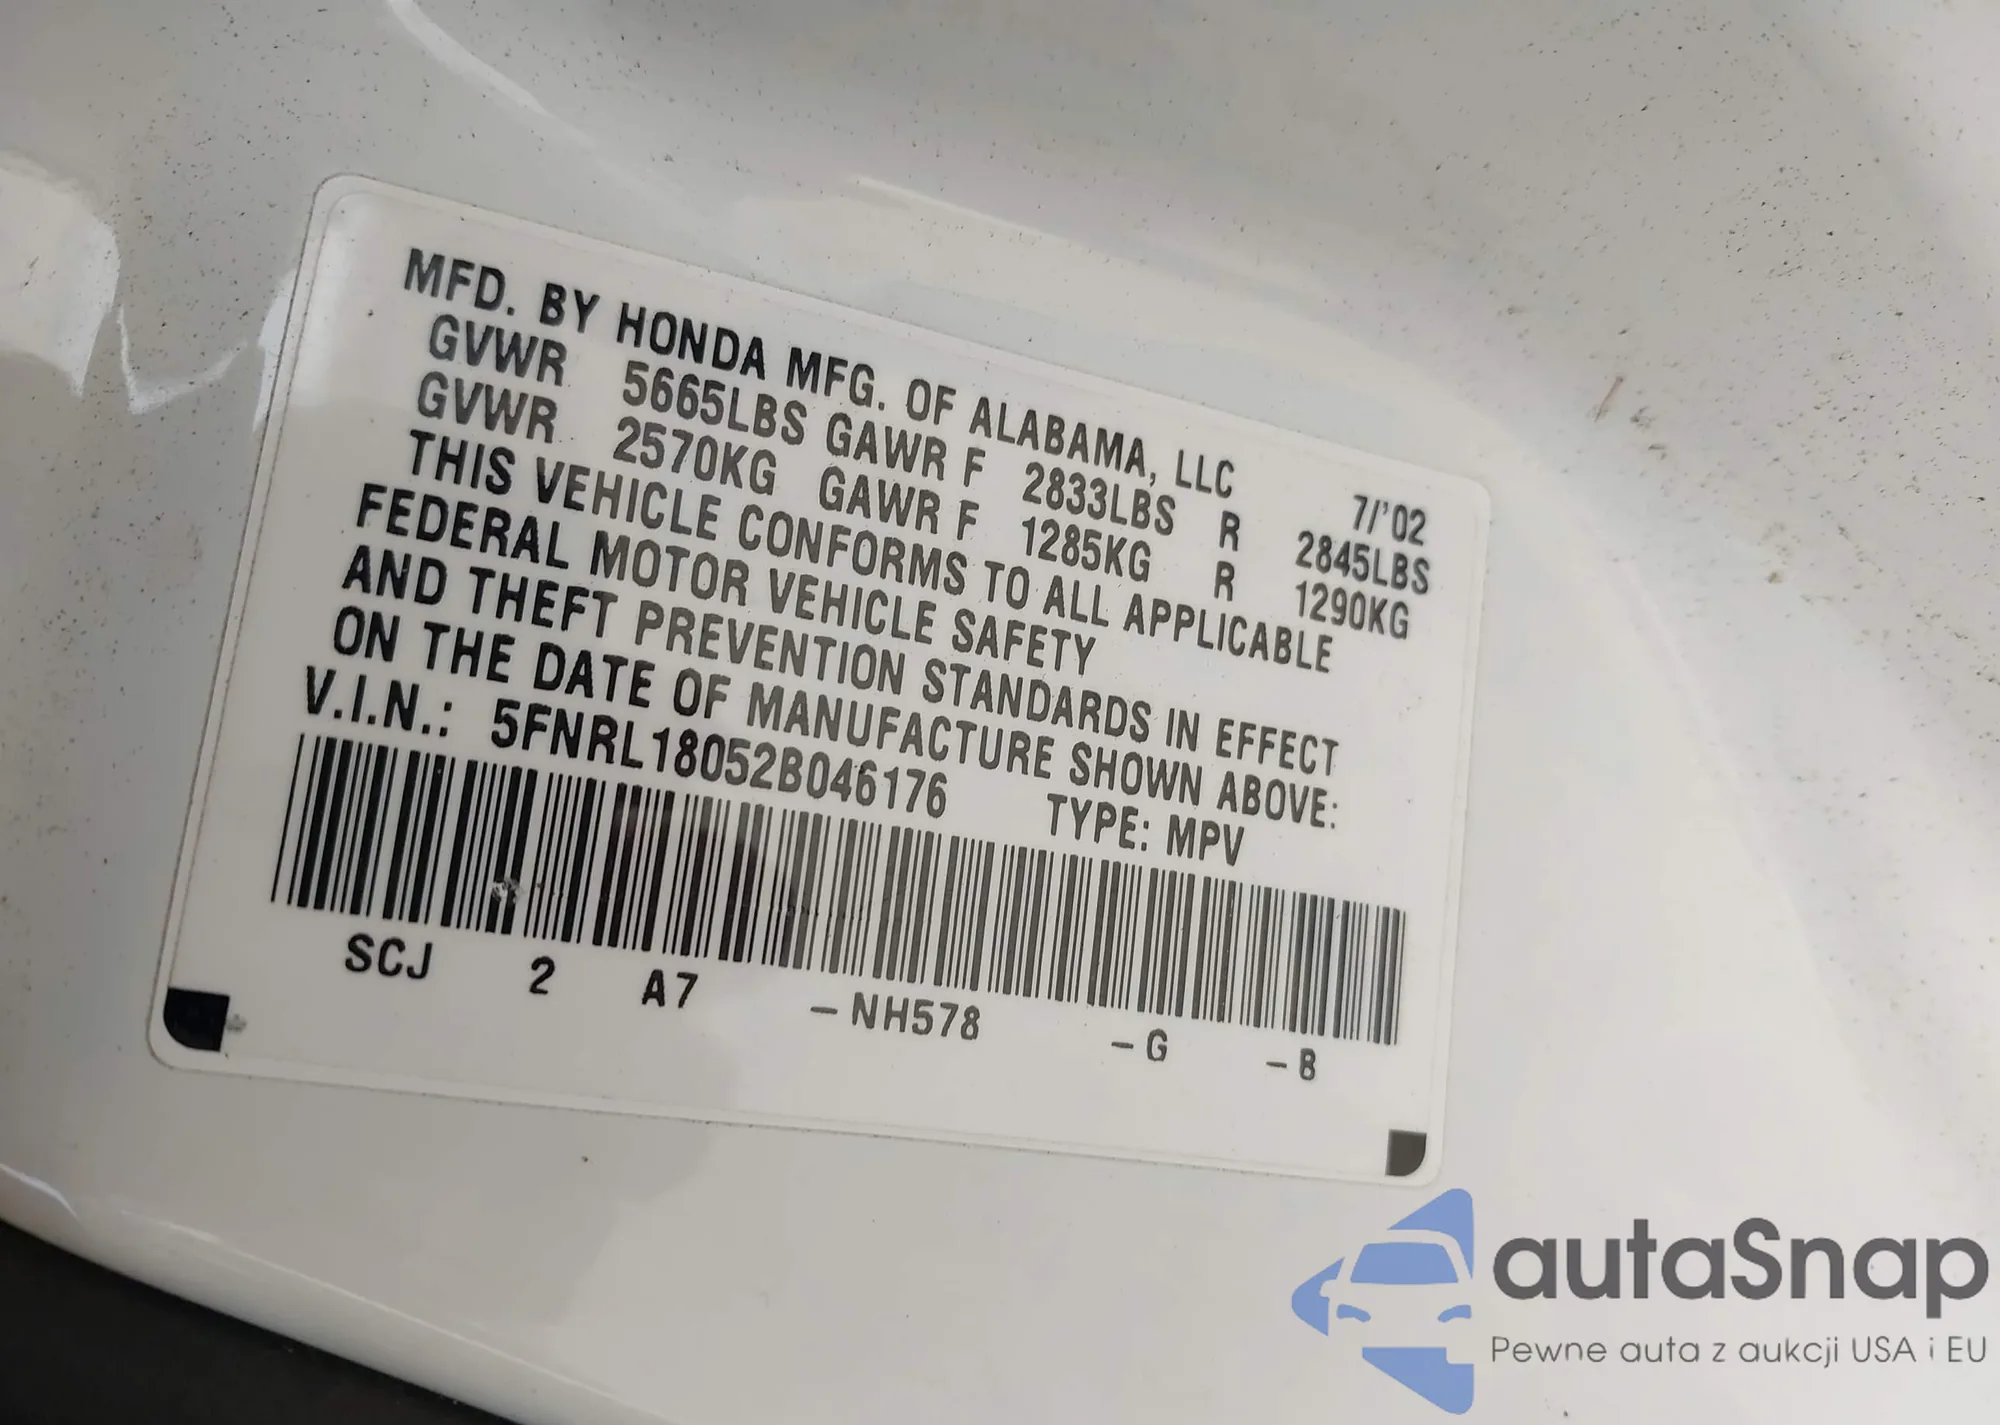 MFD. BY HONDA MFG. OF ALABAMA, LLC 7/'02
GVWR 5665LBS GAWR F 2833LBS R 2845LBS
GVWR 2570KG GAWR F 1285KG R 1290KG
THIS VEHICLE CONFORMS TO ALL APPLICABLE
FEDERAL MOTOR VEHICLE SAFETY
AND THEFT PREVENTION STANDARDS IN EFFECT
ON THE DATE OF MANUFACTURE SHOWN ABOVE:
V.I.N.: 5FNRL18052B046176 TYPE: MPV
SCJ 2 A7 –NH578 –G –B
autaSnap
Pewne auta z aukcji USA i EU